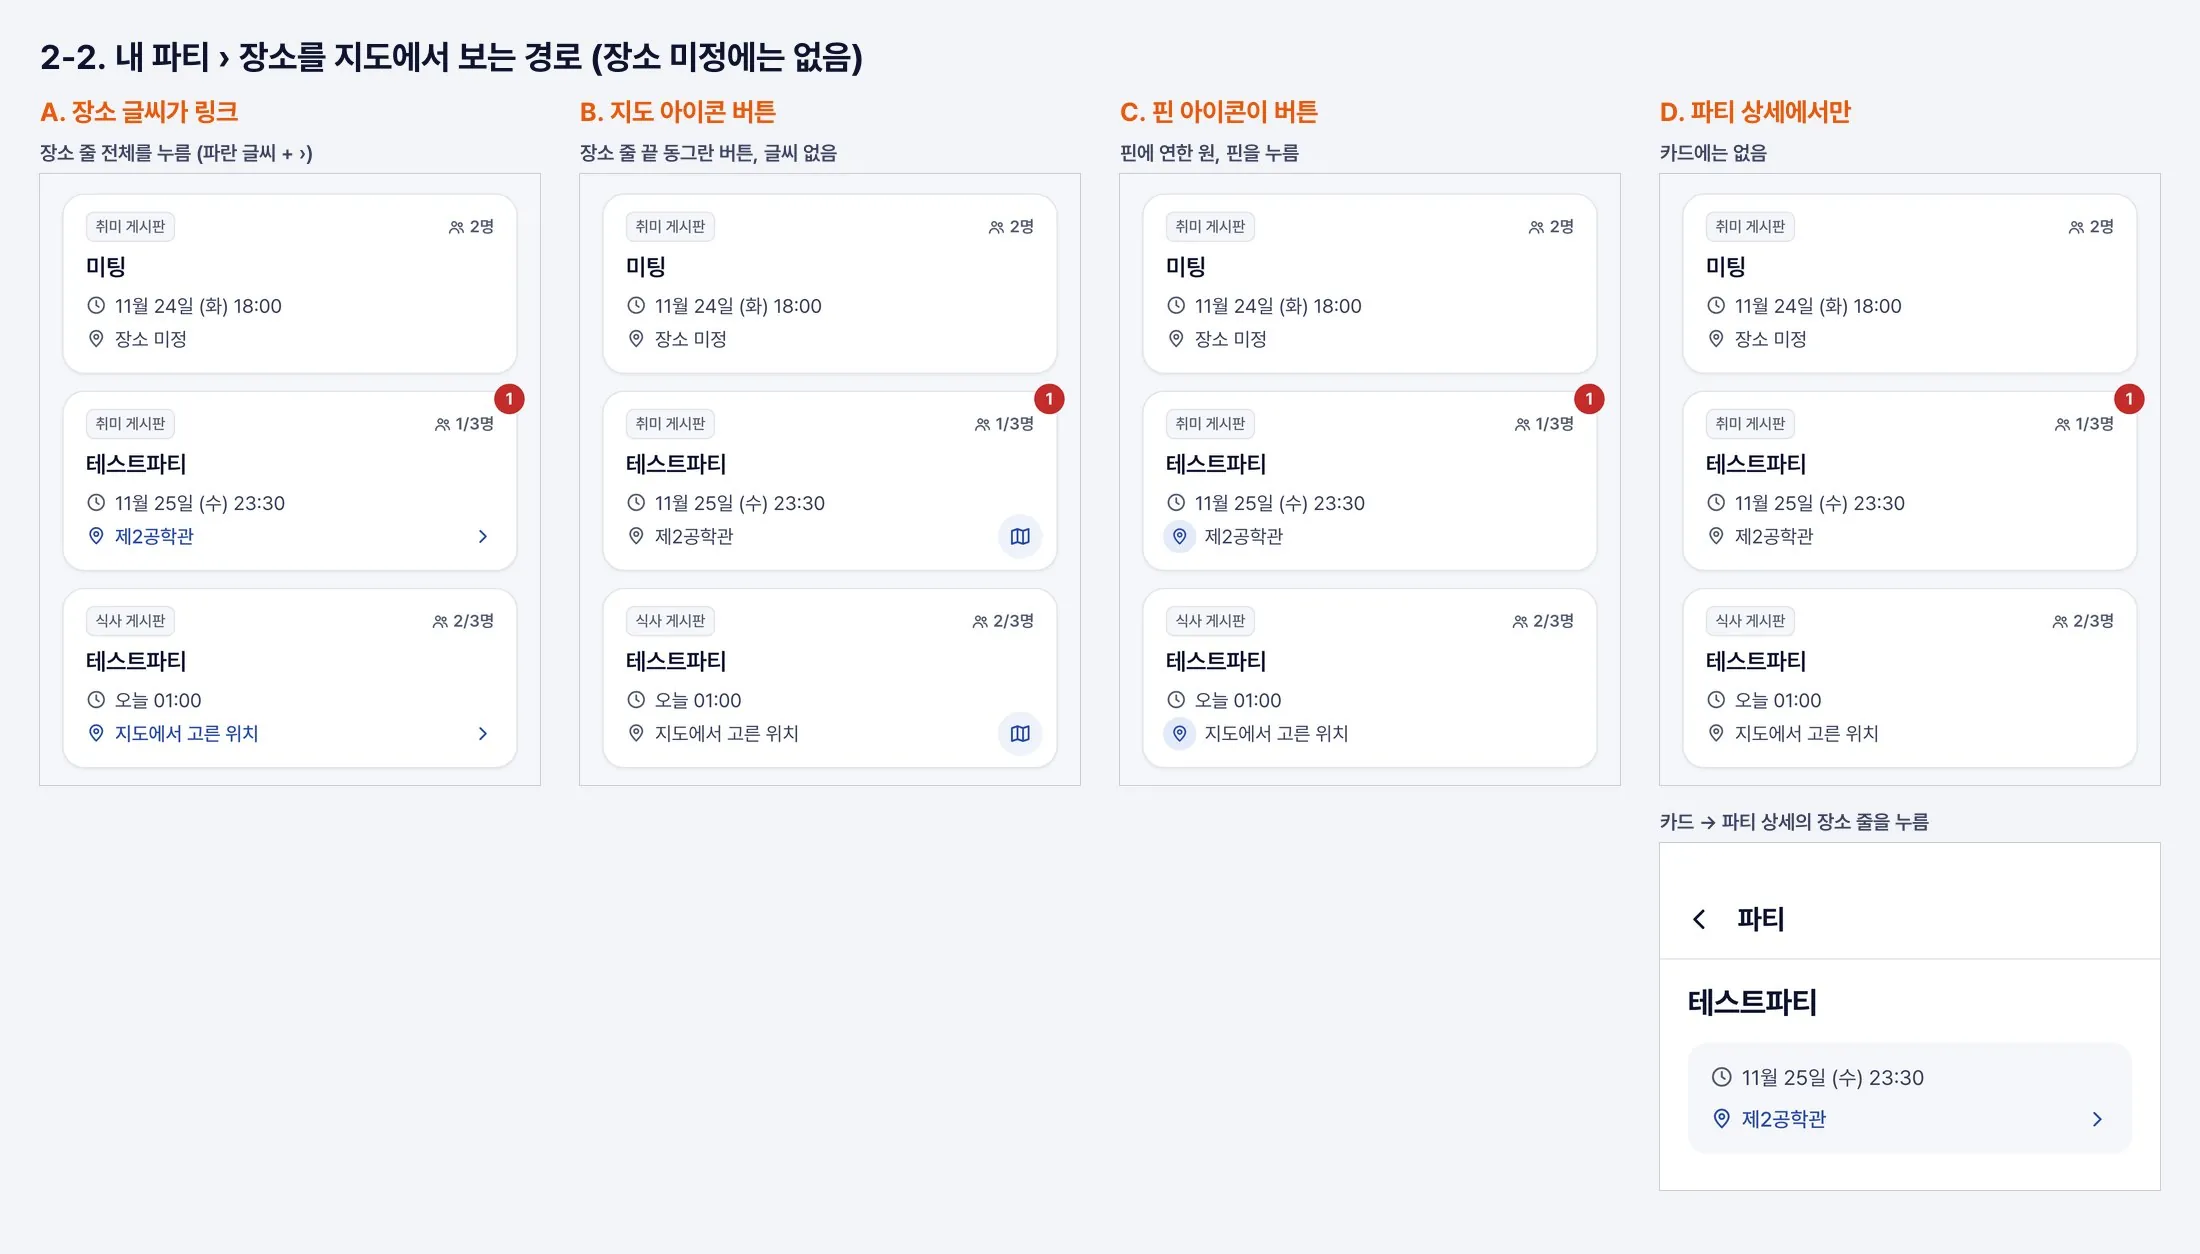 2-2. 내 파티 › 장소를 지도에서 보는 경로 (장소 미정에는 없음)
A. 장소 글씨가 링크
장소 줄 전체를 누름 (파란 글씨 + ›)
취미 게시판
2명
미팅
11월 24일 (화) 18:00
장소 미정
1
취미 게시판
1/3명
테스트파티
11월 25일 (수) 23:30
제2공학관
식사 게시판
2/3명
테스트파티
오늘 01:00
지도에서 고른 위치
B. 지도 아이콘 버튼
장소 줄 끝 동그란 버튼, 글씨 없음
취미 게시판
2명
미팅
11월 24일 (화) 18:00
장소 미정
1
취미 게시판
1/3명
테스트파티
11월 25일 (수) 23:30
제2공학관
식사 게시판
2/3명
테스트파티
오늘 01:00
지도에서 고른 위치
C. 핀 아이콘이 버튼
핀에 연한 원, 핀을 누름
취미 게시판
2명
미팅
11월 24일 (화) 18:00
장소 미정
1
취미 게시판
1/3명
테스트파티
11월 25일 (수) 23:30
제2공학관
식사 게시판
2/3명
테스트파티
오늘 01:00
지도에서 고른 위치
D. 파티 상세에서만
카드에는 없음
취미 게시판
2명
미팅
11월 24일 (화) 18:00
장소 미정
1
취미 게시판
1/3명
테스트파티
11월 25일 (수) 23:30
제2공학관
식사 게시판
2/3명
테스트파티
오늘 01:00
지도에서 고른 위치
카드 → 파티 상세의 장소 줄을 누름
파티
테스트파티
11월 25일 (수) 23:30
제2공학관